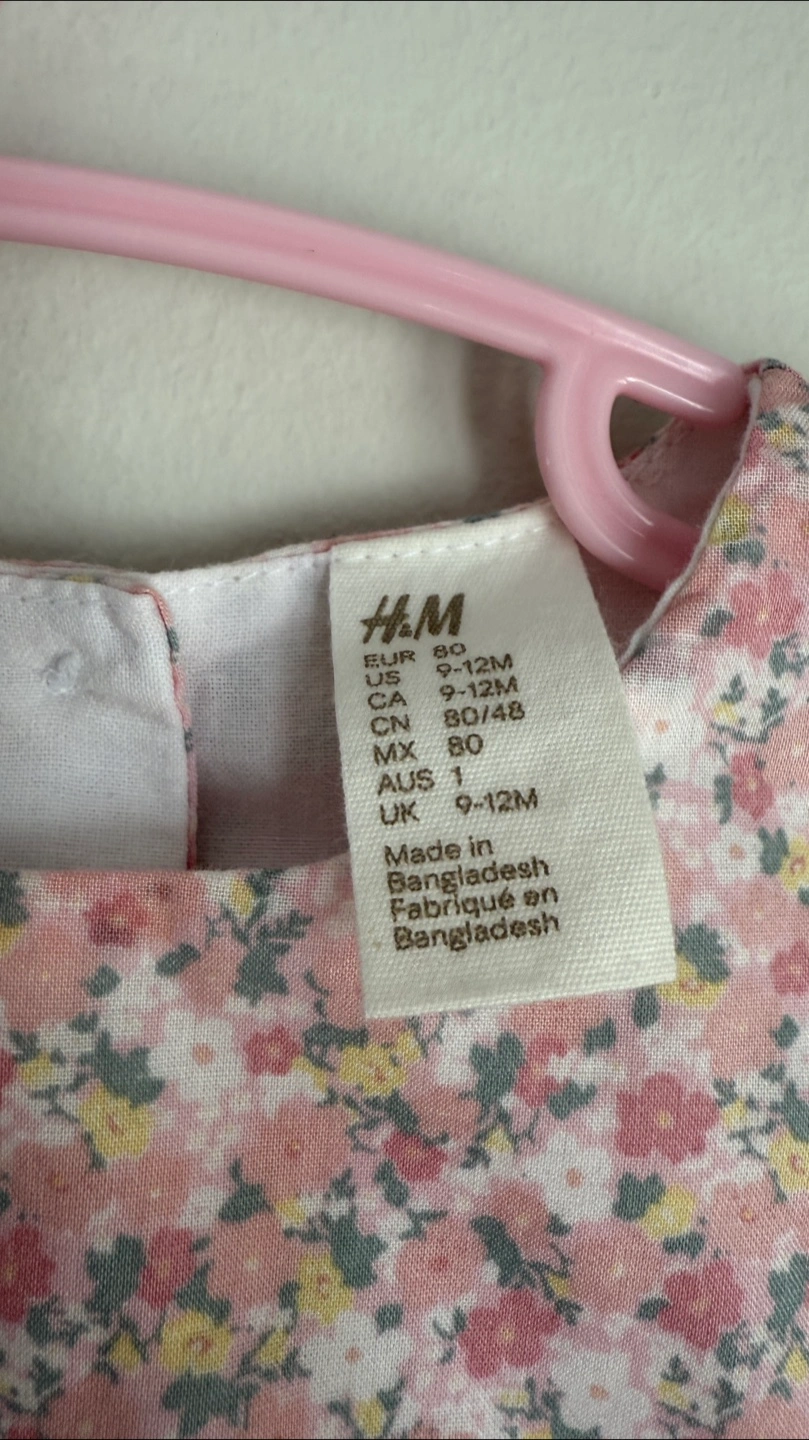 H&M
EUR 80
US 9-12M
CA 9-12M
CN 80/48
MX 80
AUS 1
UK 9-12M
Made in
Bangladesh
Fabriqué en
Bangladesh